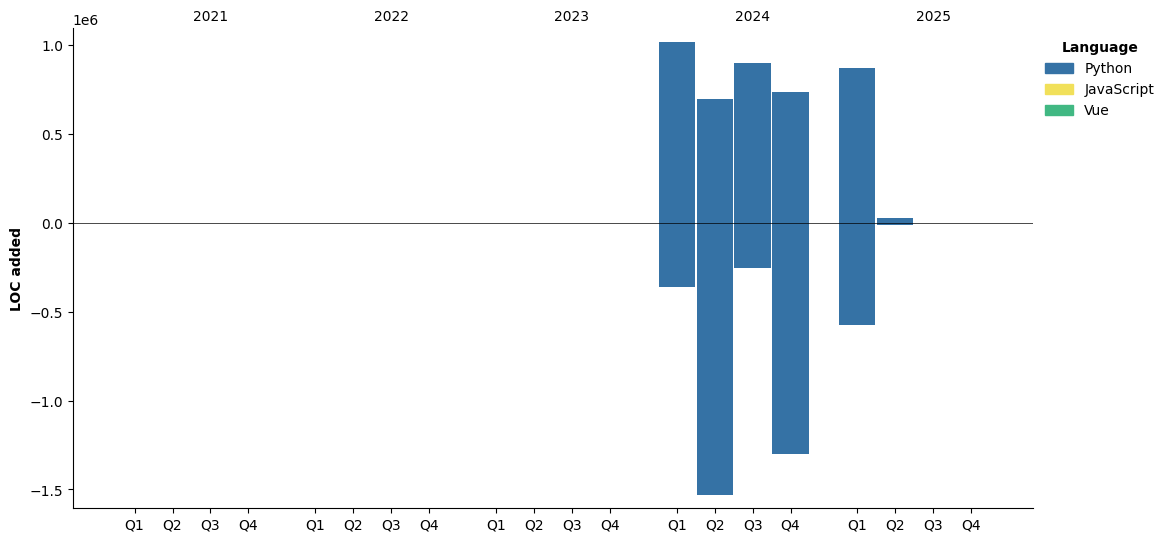 1e6
2021 2022 2023 2024 2025
Language
Python
JavaScript
Vue
LOC added
1.0
0.5
0.0
−0.5
−1.0
−1.5
Q1 Q2 Q3 Q4 Q1 Q2 Q3 Q4 Q1 Q2 Q3 Q4 Q1 Q2 Q3 Q4 Q1 Q2 Q3 Q4